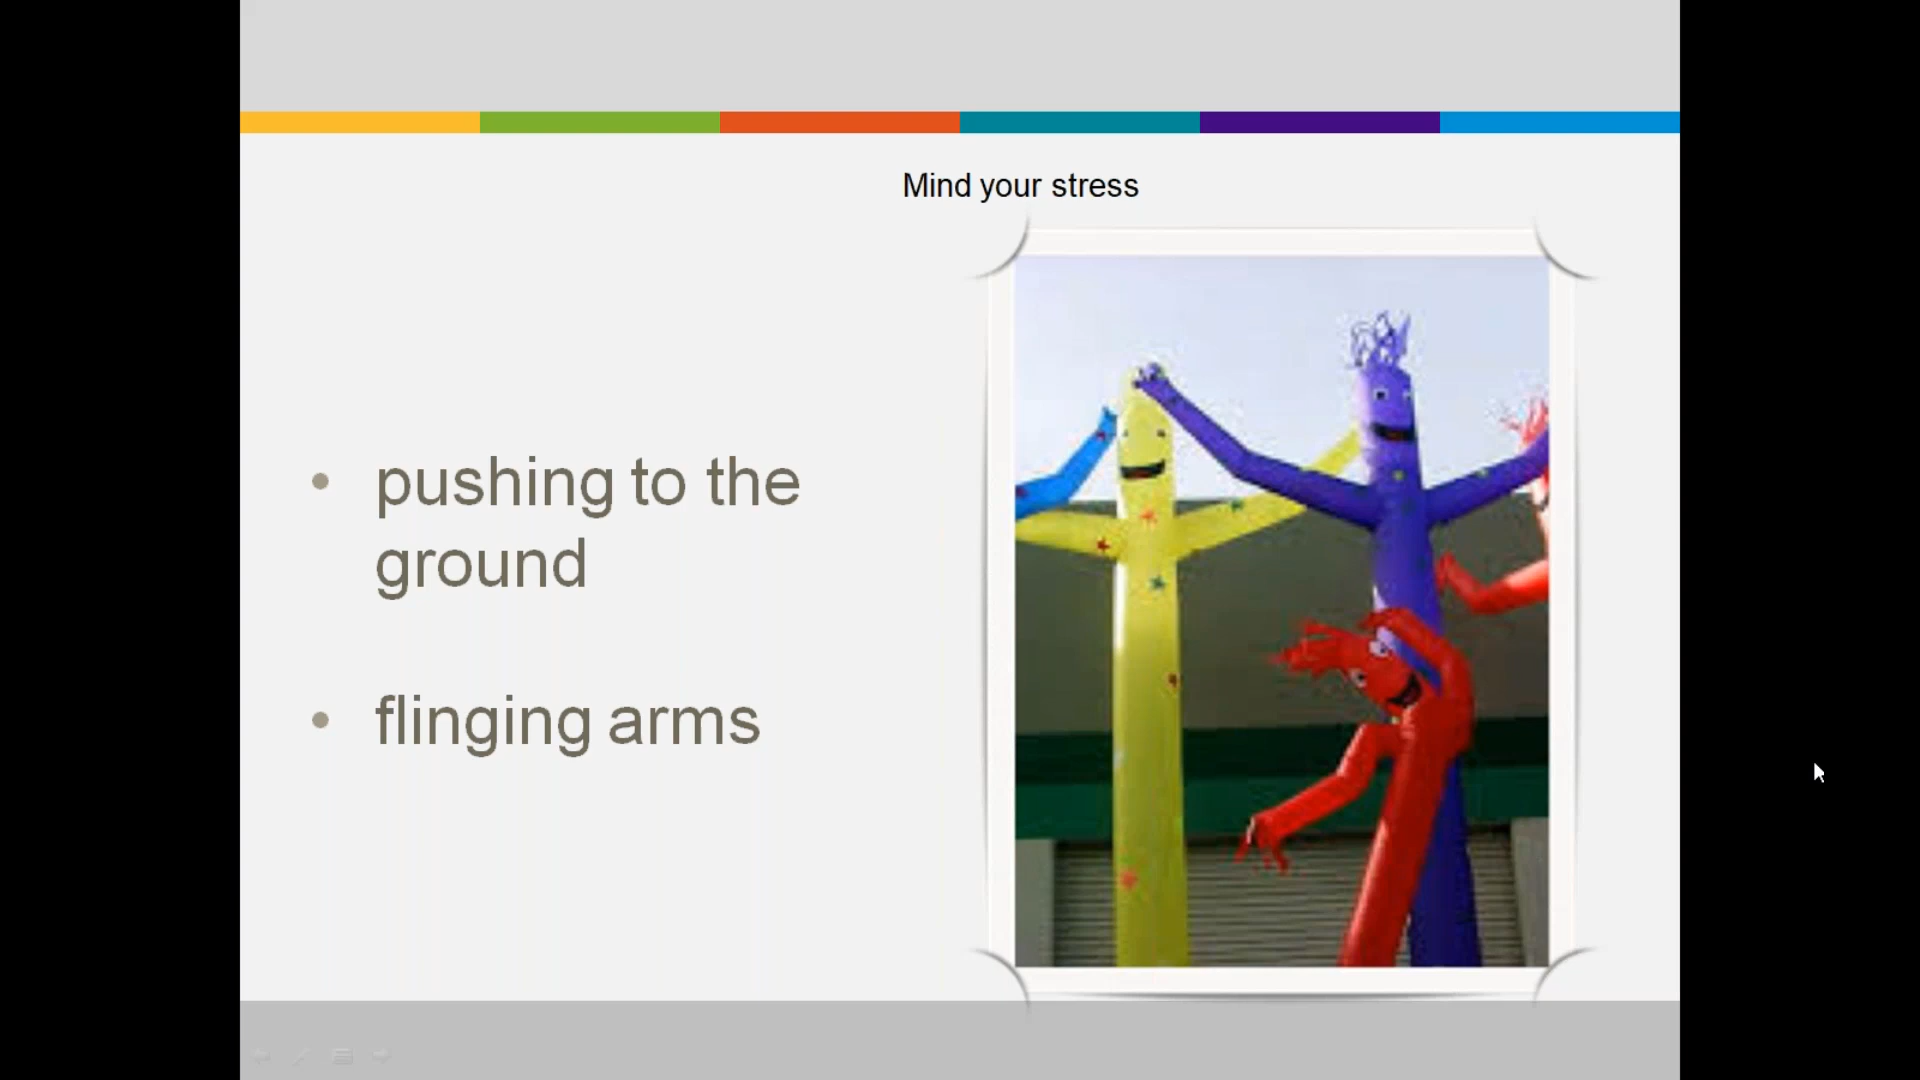 Mind your stress
• pushing to the
ground
• flinging arms